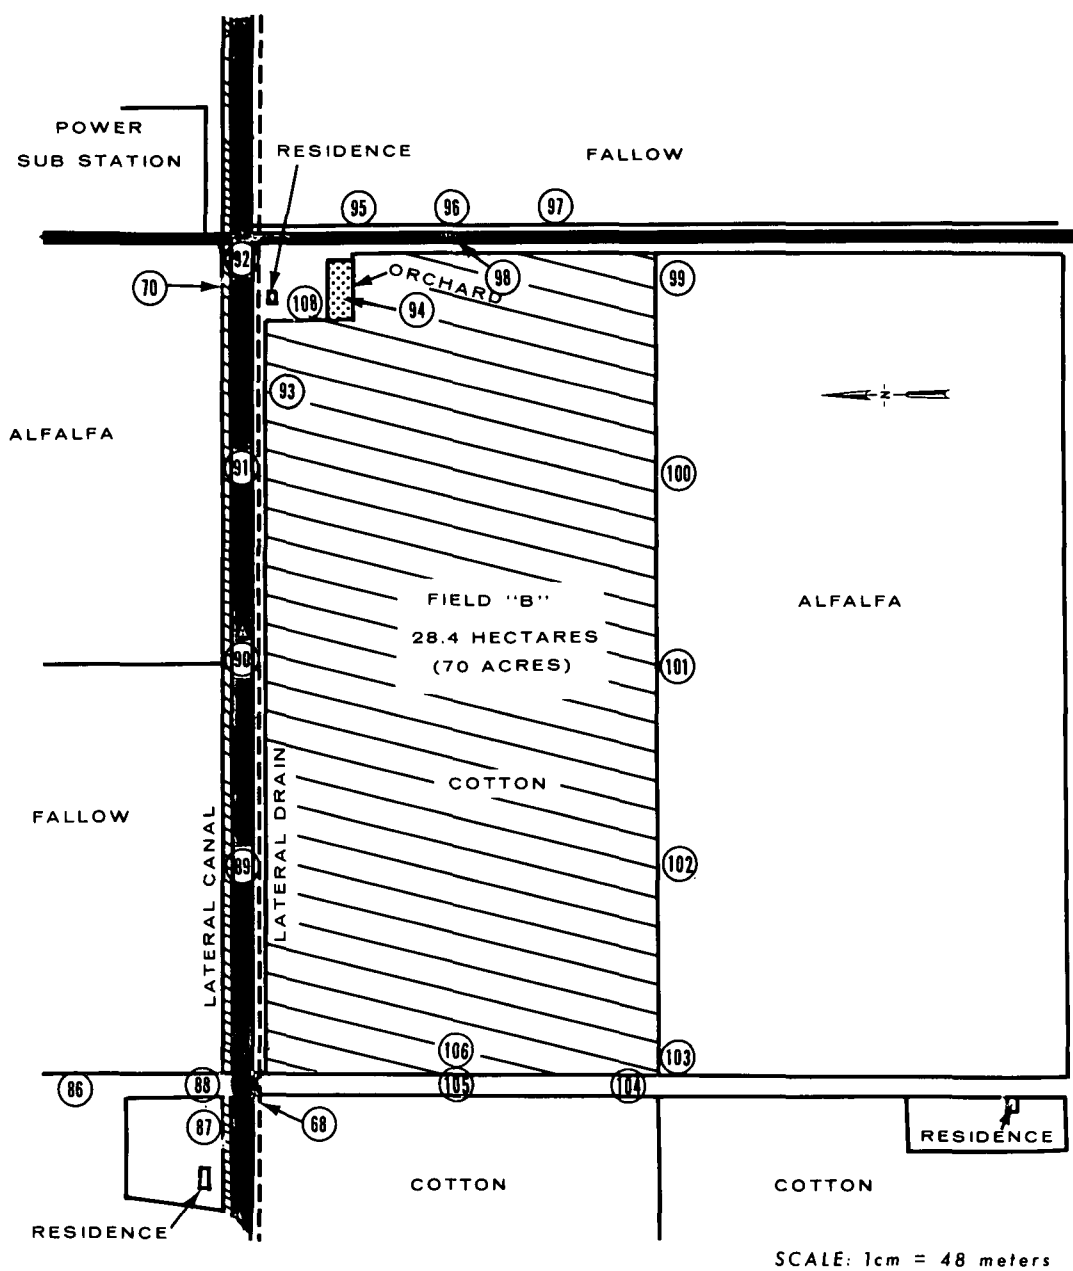 POWER
SUB STATION
RESIDENCE
FALLOW
95
96
97
92
70
108
ORCHARD
98
94
99
93
N
ALFALFA
91
100
FIELD "B"
28.4 HECTARES
(70 ACRES)
ALFALFA
A
90
101
COTTON
FALLOW
LATERAL CANAL
LATERAL DRAIN
89
102
106
103
86
88
105
104
87
68
RESIDENCE
COTTON
COTTON
RESIDENCE
SCALE: 1cm = 48 meters